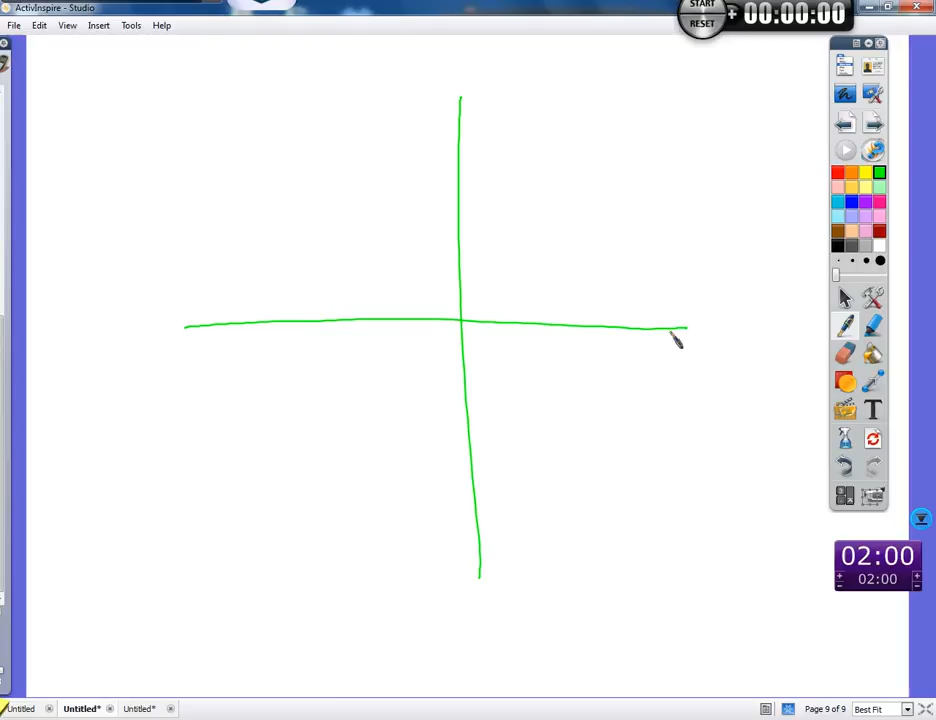 ActivInspire - Studio
START
RESET
00:00:00
File Edit View Insert Tools Help
T
02:00
02:00
Untitled Untitled* Untitled* Page 9 of 9 Best Fit